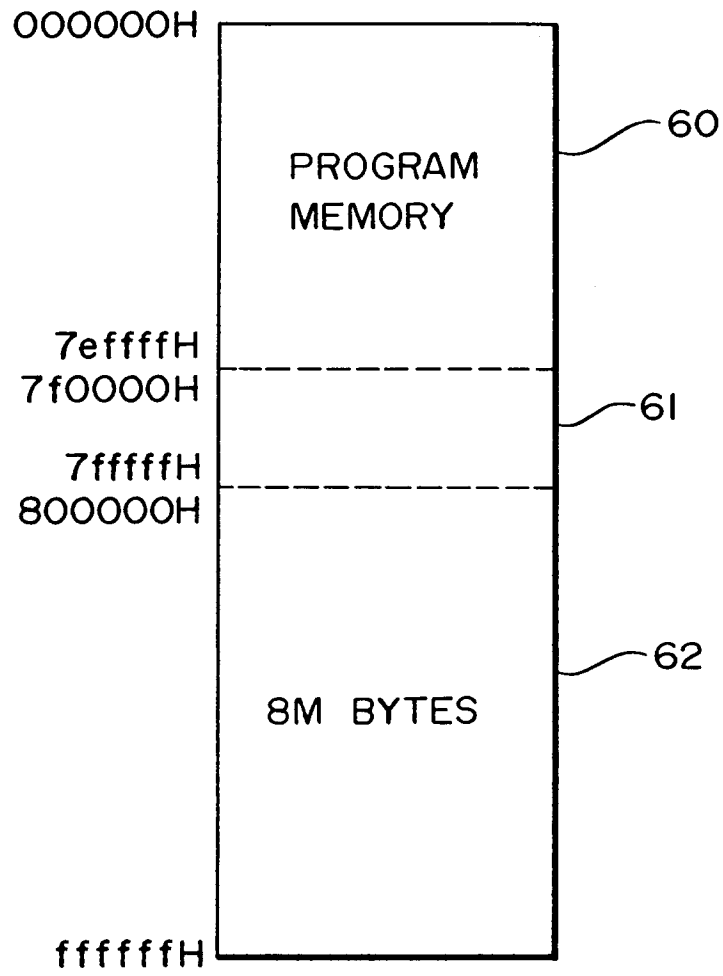 000000H
60
PROGRAM
MEMORY
7effffH
7f0000H
61
7fffffH
800000H
62
8M BYTES
ffffffH